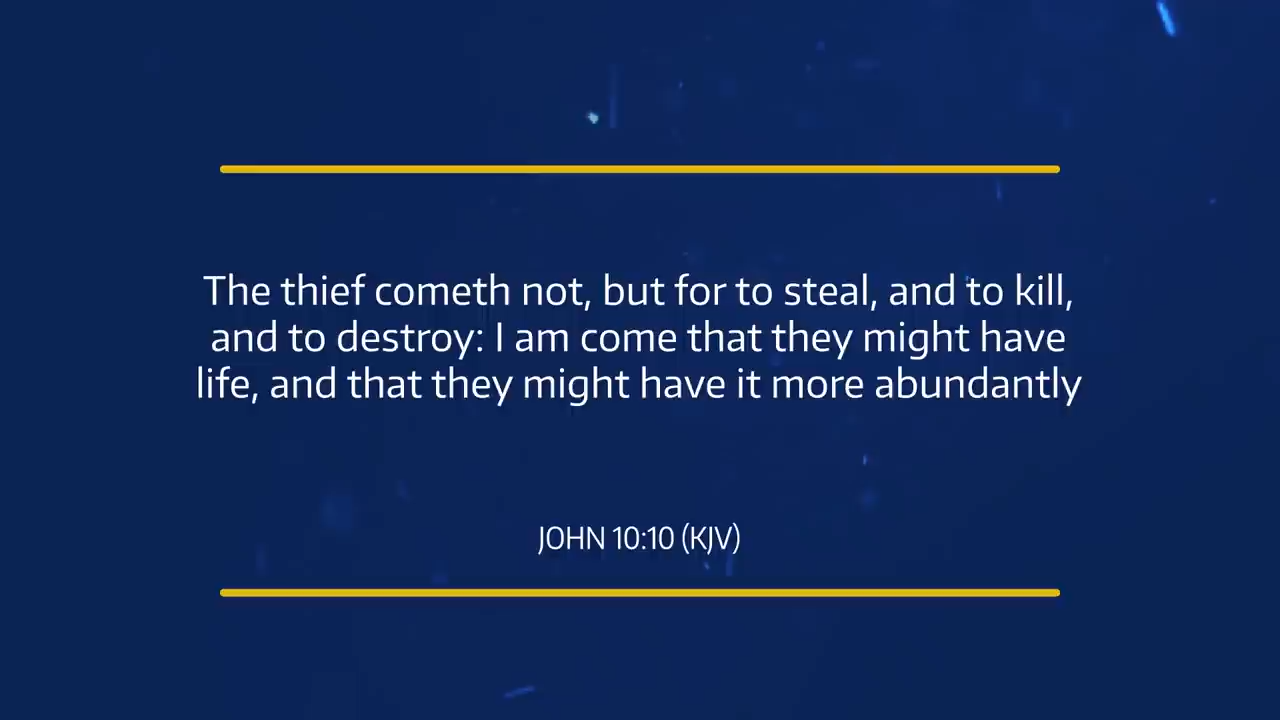 The thief cometh not, but for to steal, and to kill,
and to destroy: I am come that they might have
life, and that they might have it more abundantly
JOHN 10:10 (KJV)